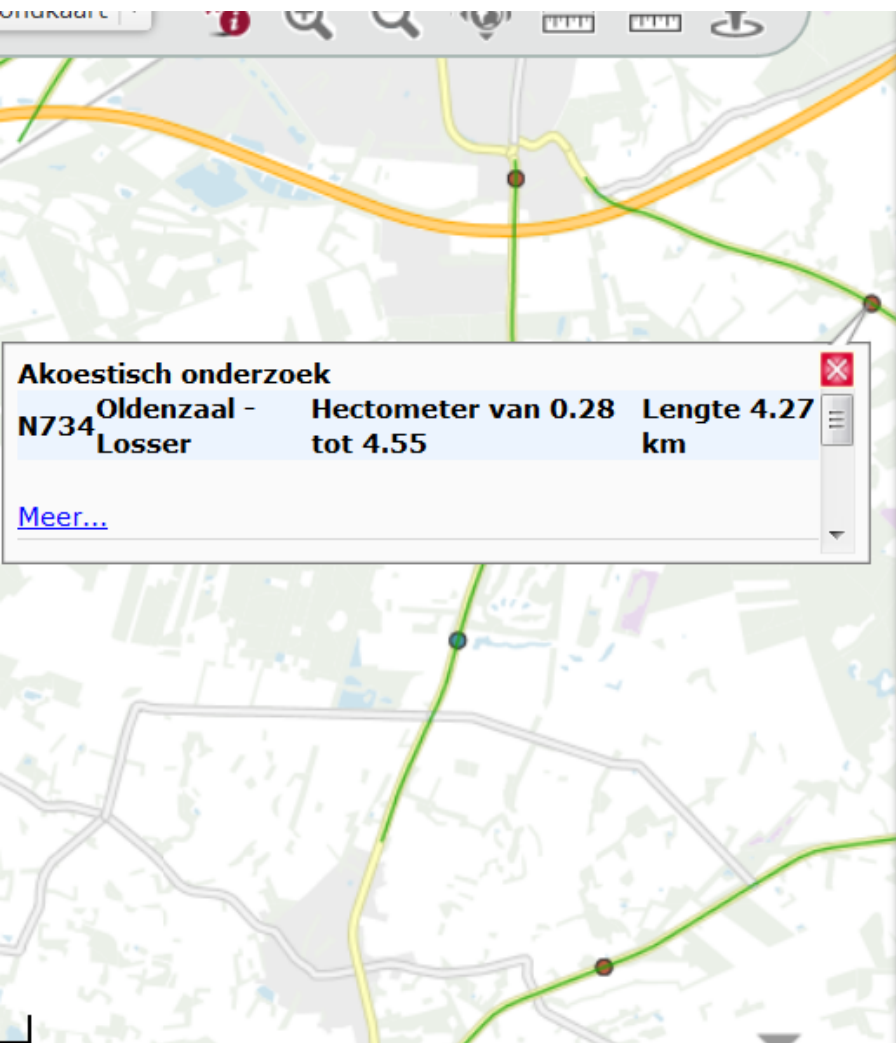 Akoestisch onderzoek
N734 Oldenzaal - Losser Hectometer van 0.28 tot 4.55 Lengte 4.27 km
Meer...